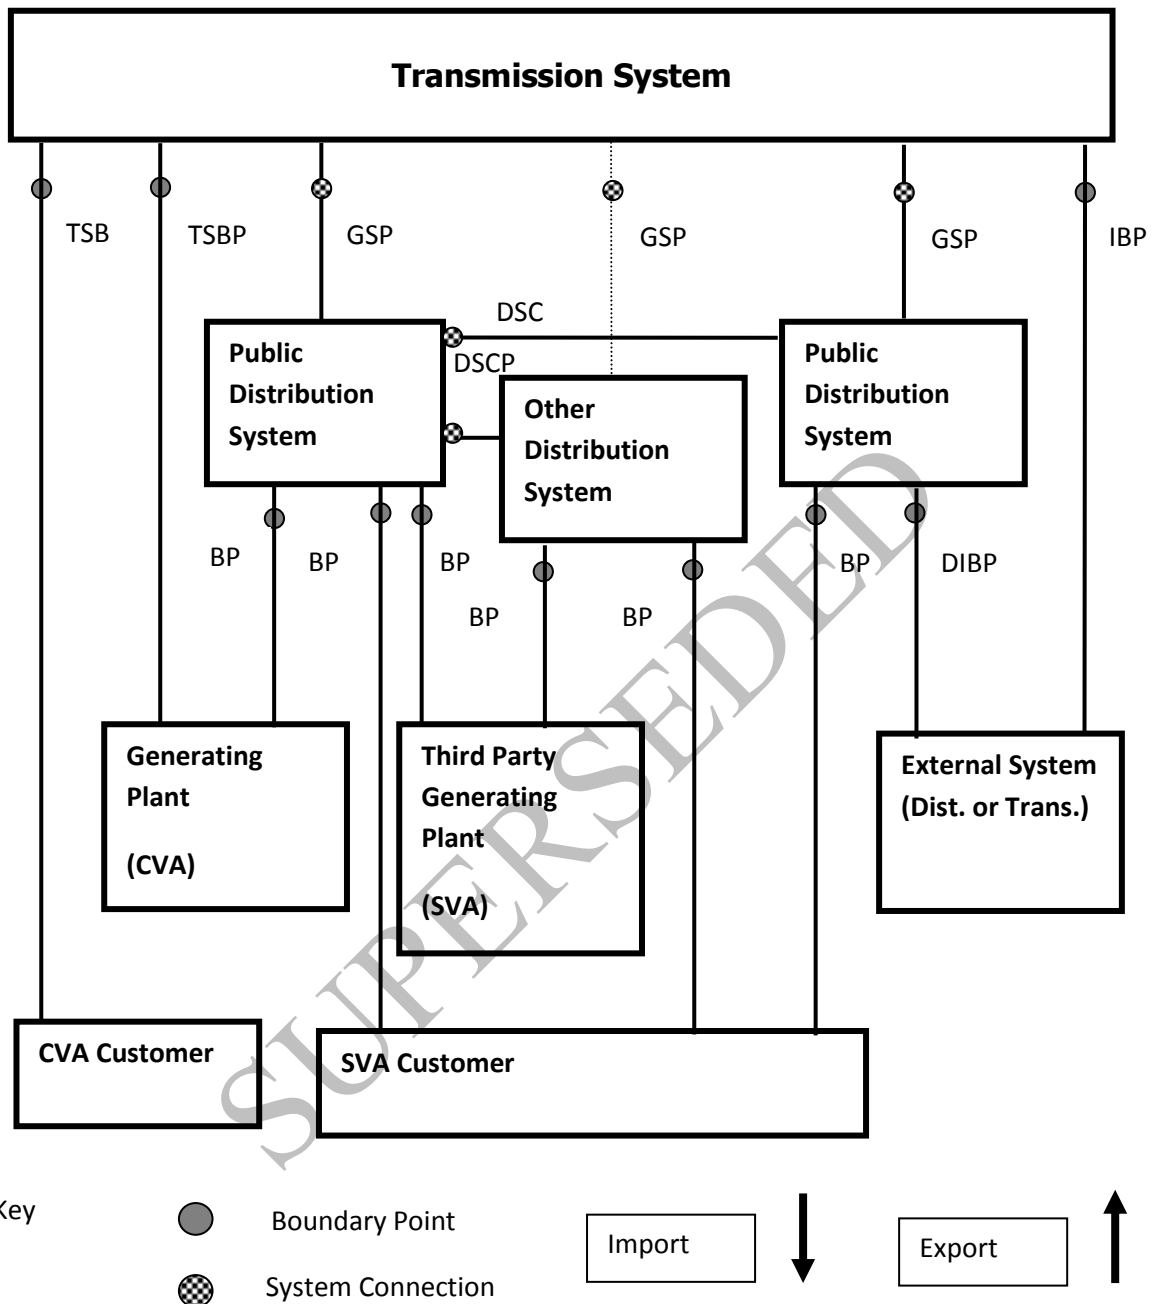 Transmission System
TSB
TSBP
GSP
GSP
GSP
IBP
DSC
DSCP
Public
Distribution
System
Other
Distribution
System
Public
Distribution
System
BP
BP
BP
BP
BP
BP
DIBP
Generating
Plant
(CVA)
Third Party
Generating
Plant
(SVA)
External System
(Dist. or Trans.)
CVA Customer
SVA Customer
SUPERSEDED
Key
Boundary Point
System Connection
Import
Export